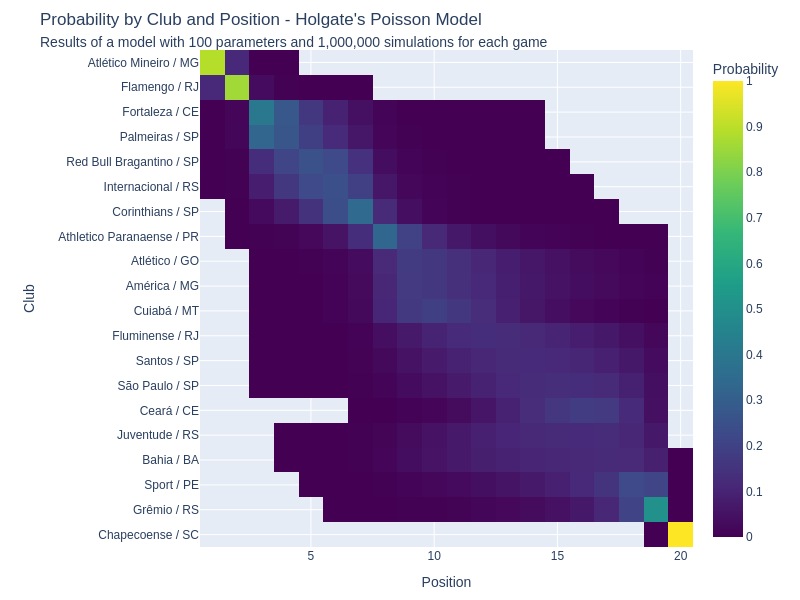 Probability by Club and Position - Holgate's Poisson Model
Results of a model with 100 parameters and 1,000,000 simulations for each game
Probability
Club
Atlético Mineiro / MG
Flamengo / RJ
Fortaleza / CE
Palmeiras / SP
Red Bull Bragantino / SP
Internacional / RS
Corinthians / SP
Athletico Paranaense / PR
Atlético / GO
América / MG
Cuiabá / MT
Fluminense / RJ
Santos / SP
São Paulo / SP
Ceará / CE
Juventude / RS
Bahia / BA
Sport / PE
Grêmio / RS
Chapecoense / SC
1
0.9
0.8
0.7
0.6
0.5
0.4
0.3
0.2
0.1
0
5
10
15
20
Position